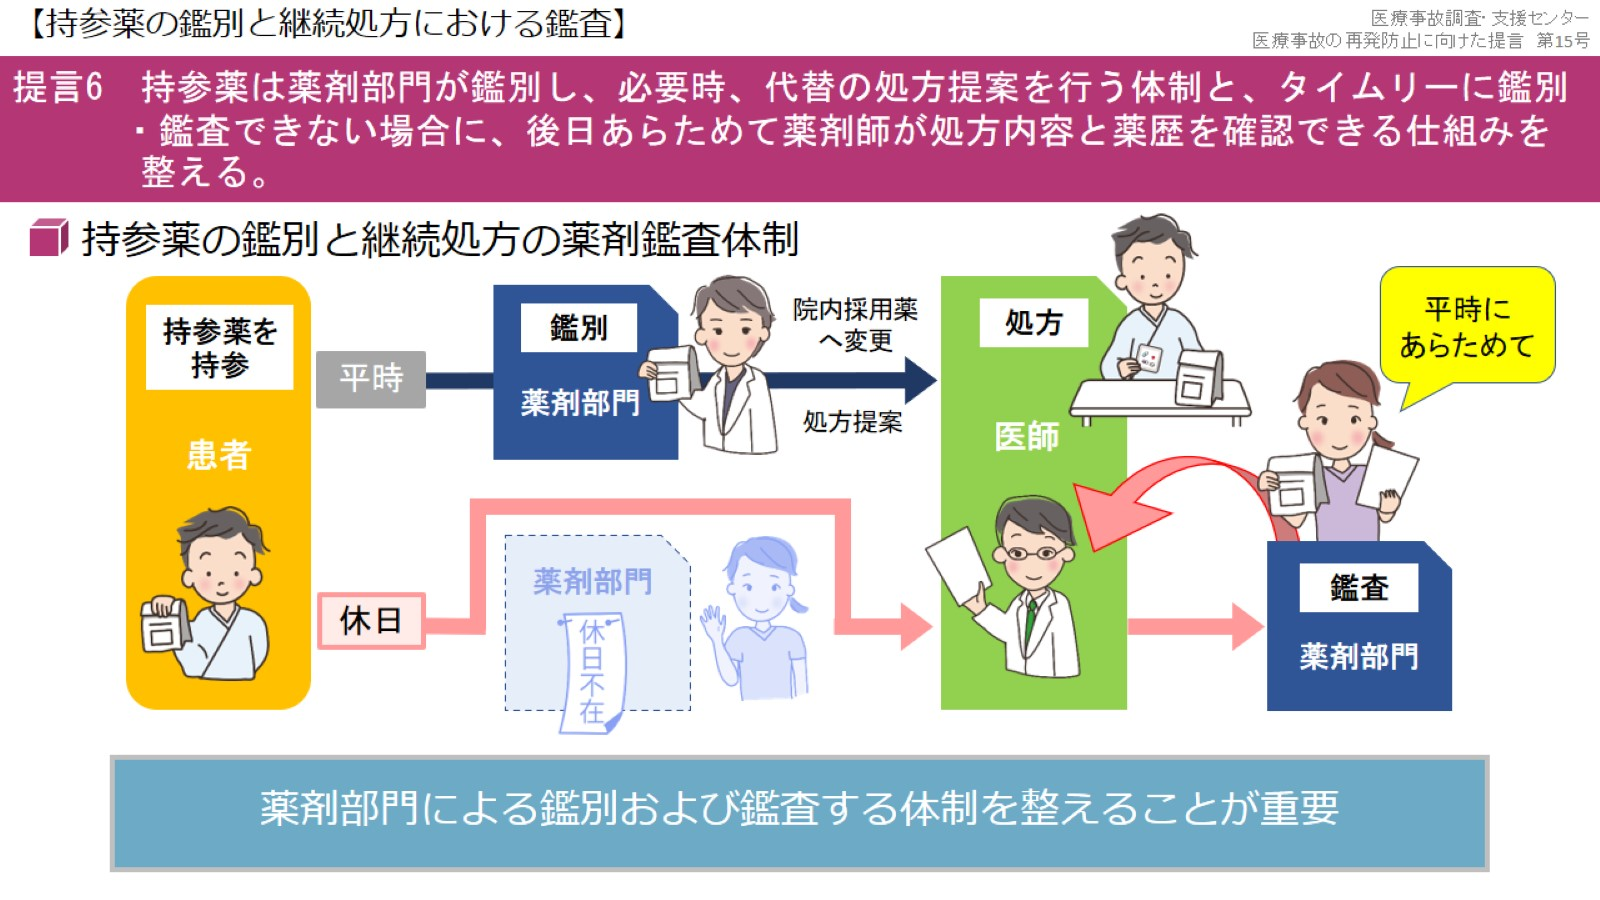 【持参薬の鑑別と継続処方における鑑査】
医療事故調査･支援センター
医療事故の再発防止に向けた提言　第15号
提言6　持参薬は薬剤部門が鑑別し、必要時、代替の処方提案を行う体制と、タイムリーに鑑別
・鑑査できない場合に、後日あらためて薬剤師が処方内容と薬歴を確認できる仕組みを
整える。
持参薬の鑑別と継続処方の薬剤鑑査体制
持参薬を
持参
患者
平時
鑑別
薬剤部門
院内採用薬
へ変更
処方提案
処方
医師
平時に
あらためて
休日
薬剤部門
休日不在
鑑査
薬剤部門
薬剤部門による鑑別および鑑査する体制を整えることが重要